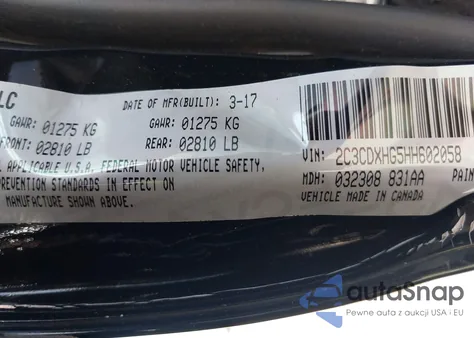 LC
DATE OF MFR(BUILT): 3-17
GAWR: 01275 KG
GAWR: 01275 KG
FRONT: 02810 LB
REAR: 02810 LB
L APPLICABLE U.S.A. FEDERAL MOTOR VEHICLE SAFETY,
PREVENTION STANDARDS IN EFFECT ON
MANUFACTURE SHOWN ABOVE.
VIN: 2C3CDXHG5HH602058
MDH: 032308 831AA PAIN
VEHICLE MADE IN CANADA
autoSnap
Pewne auta z aukcji USA i EU